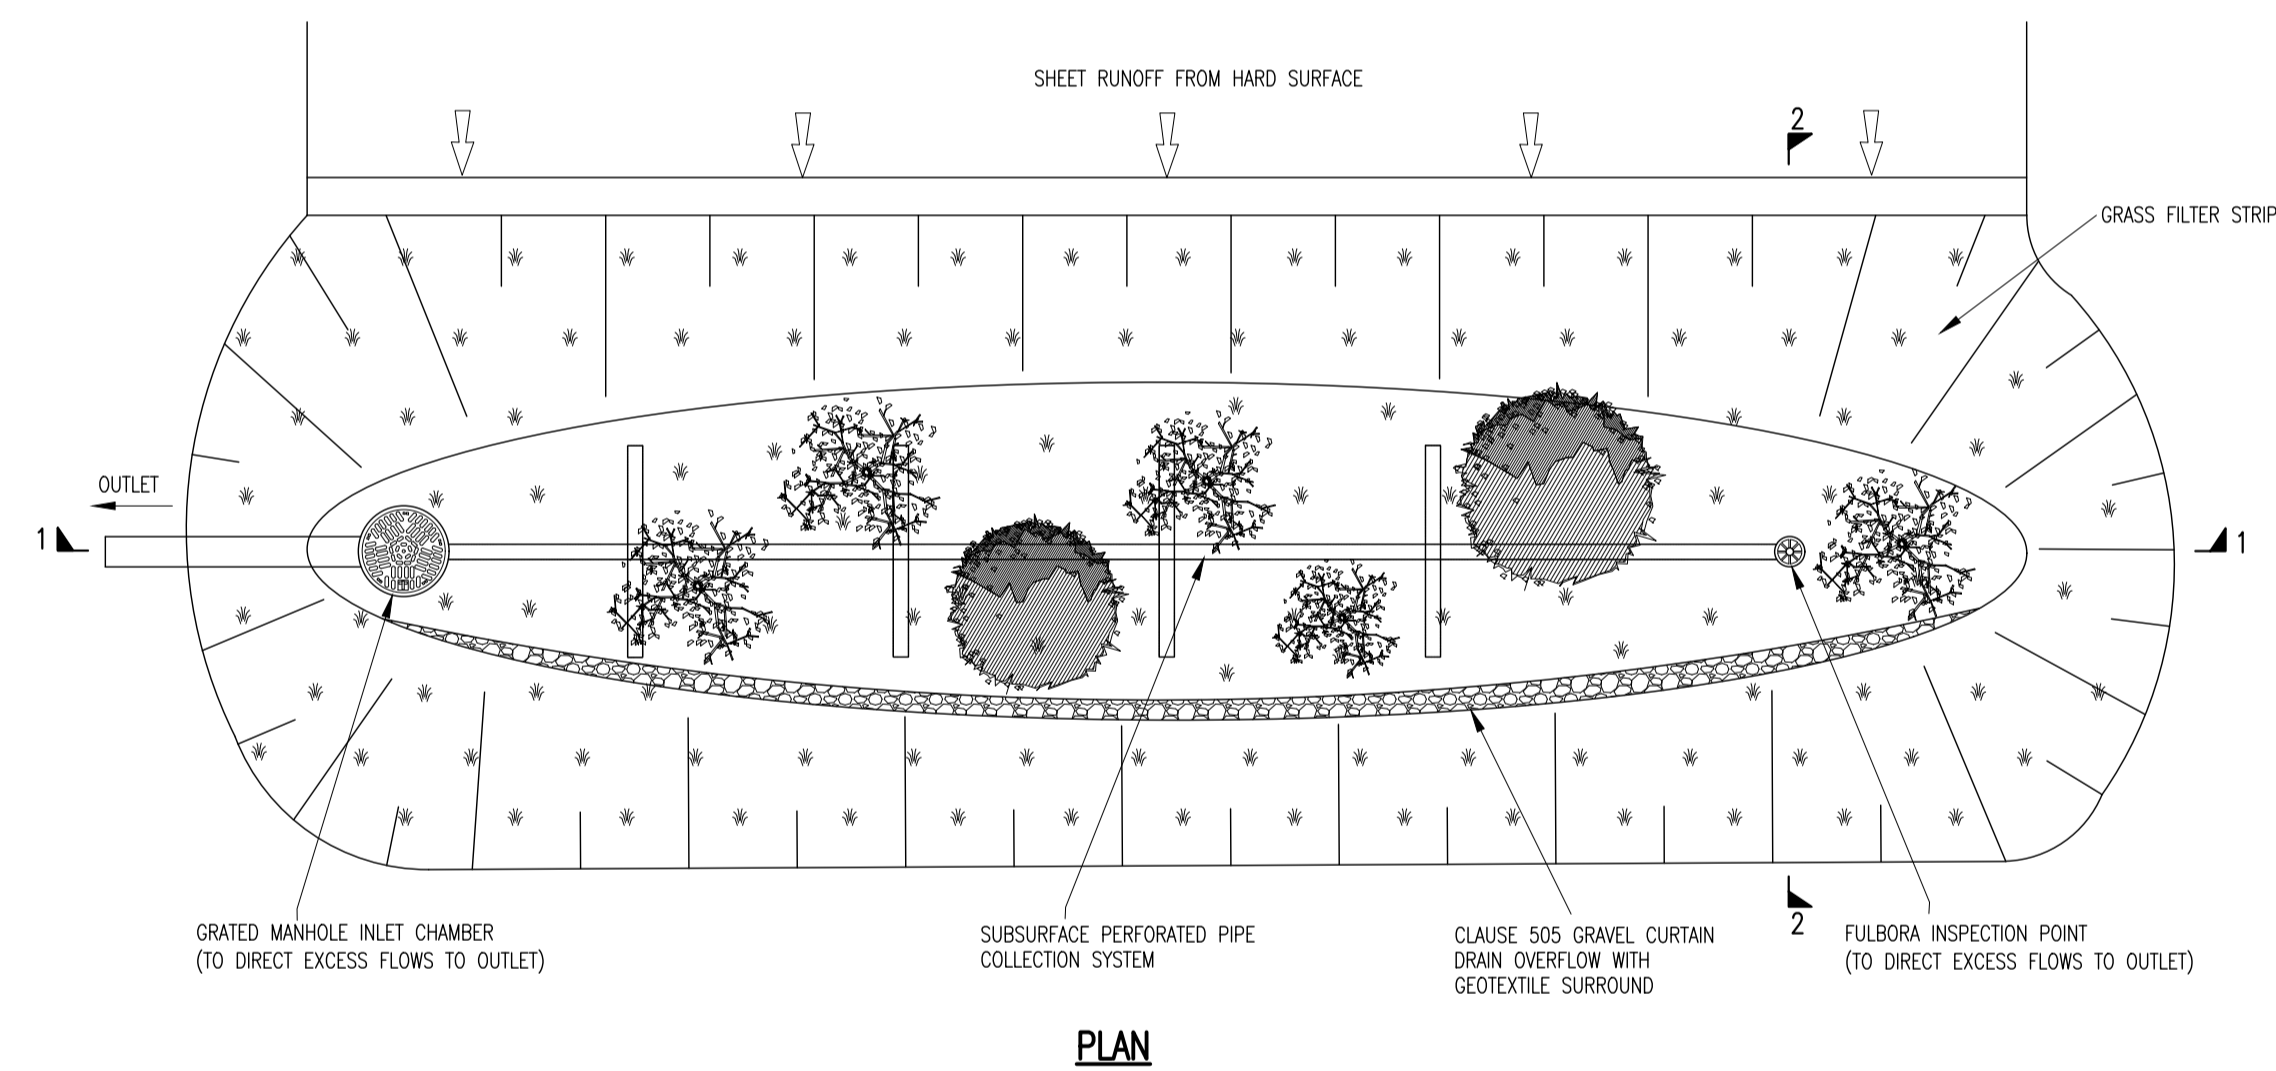 SHEET RUNOFF FROM HARD SURFACE
2
GRASS FILTER STRIP
OUTLET
1
1
GRATED MANHOLE INLET CHAMBER
(TO DIRECT EXCESS FLOWS TO OUTLET)
SUBSURFACE PERFORATED PIPE
COLLECTION SYSTEM
CLAUSE 505 GRAVEL CURTAIN
DRAIN OVERFLOW WITH
GEOTEXTILE SURROUND
2
FULBORA INSPECTION POINT
(TO DIRECT EXCESS FLOWS TO OUTLET)
PLAN